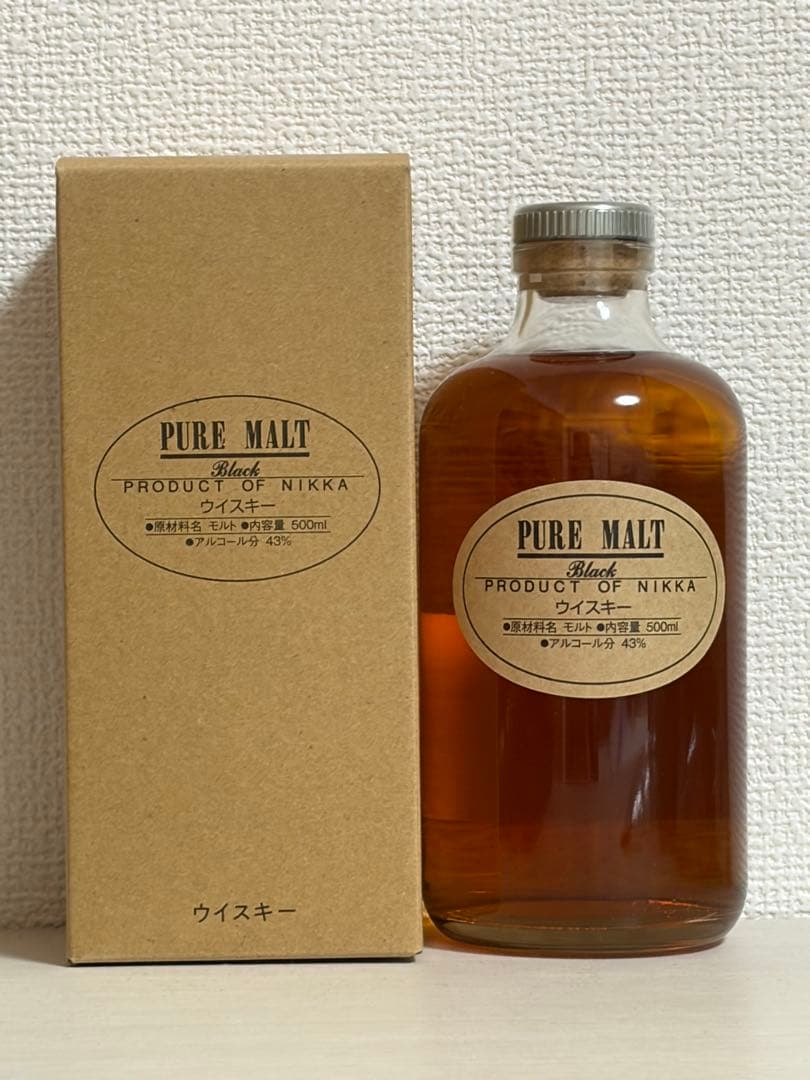 PURE MALT
Black
PRODUCT OF NIKKA
ウイスキー
●原材料名 モルト ●内容量 500ml
●アルコール分 43%
ウイスキー
PURE MALT
Black
PRODUCT OF NIKKA
ウイスキー
●原材料名 モルト ●内容量 500ml
●アルコール分 43%